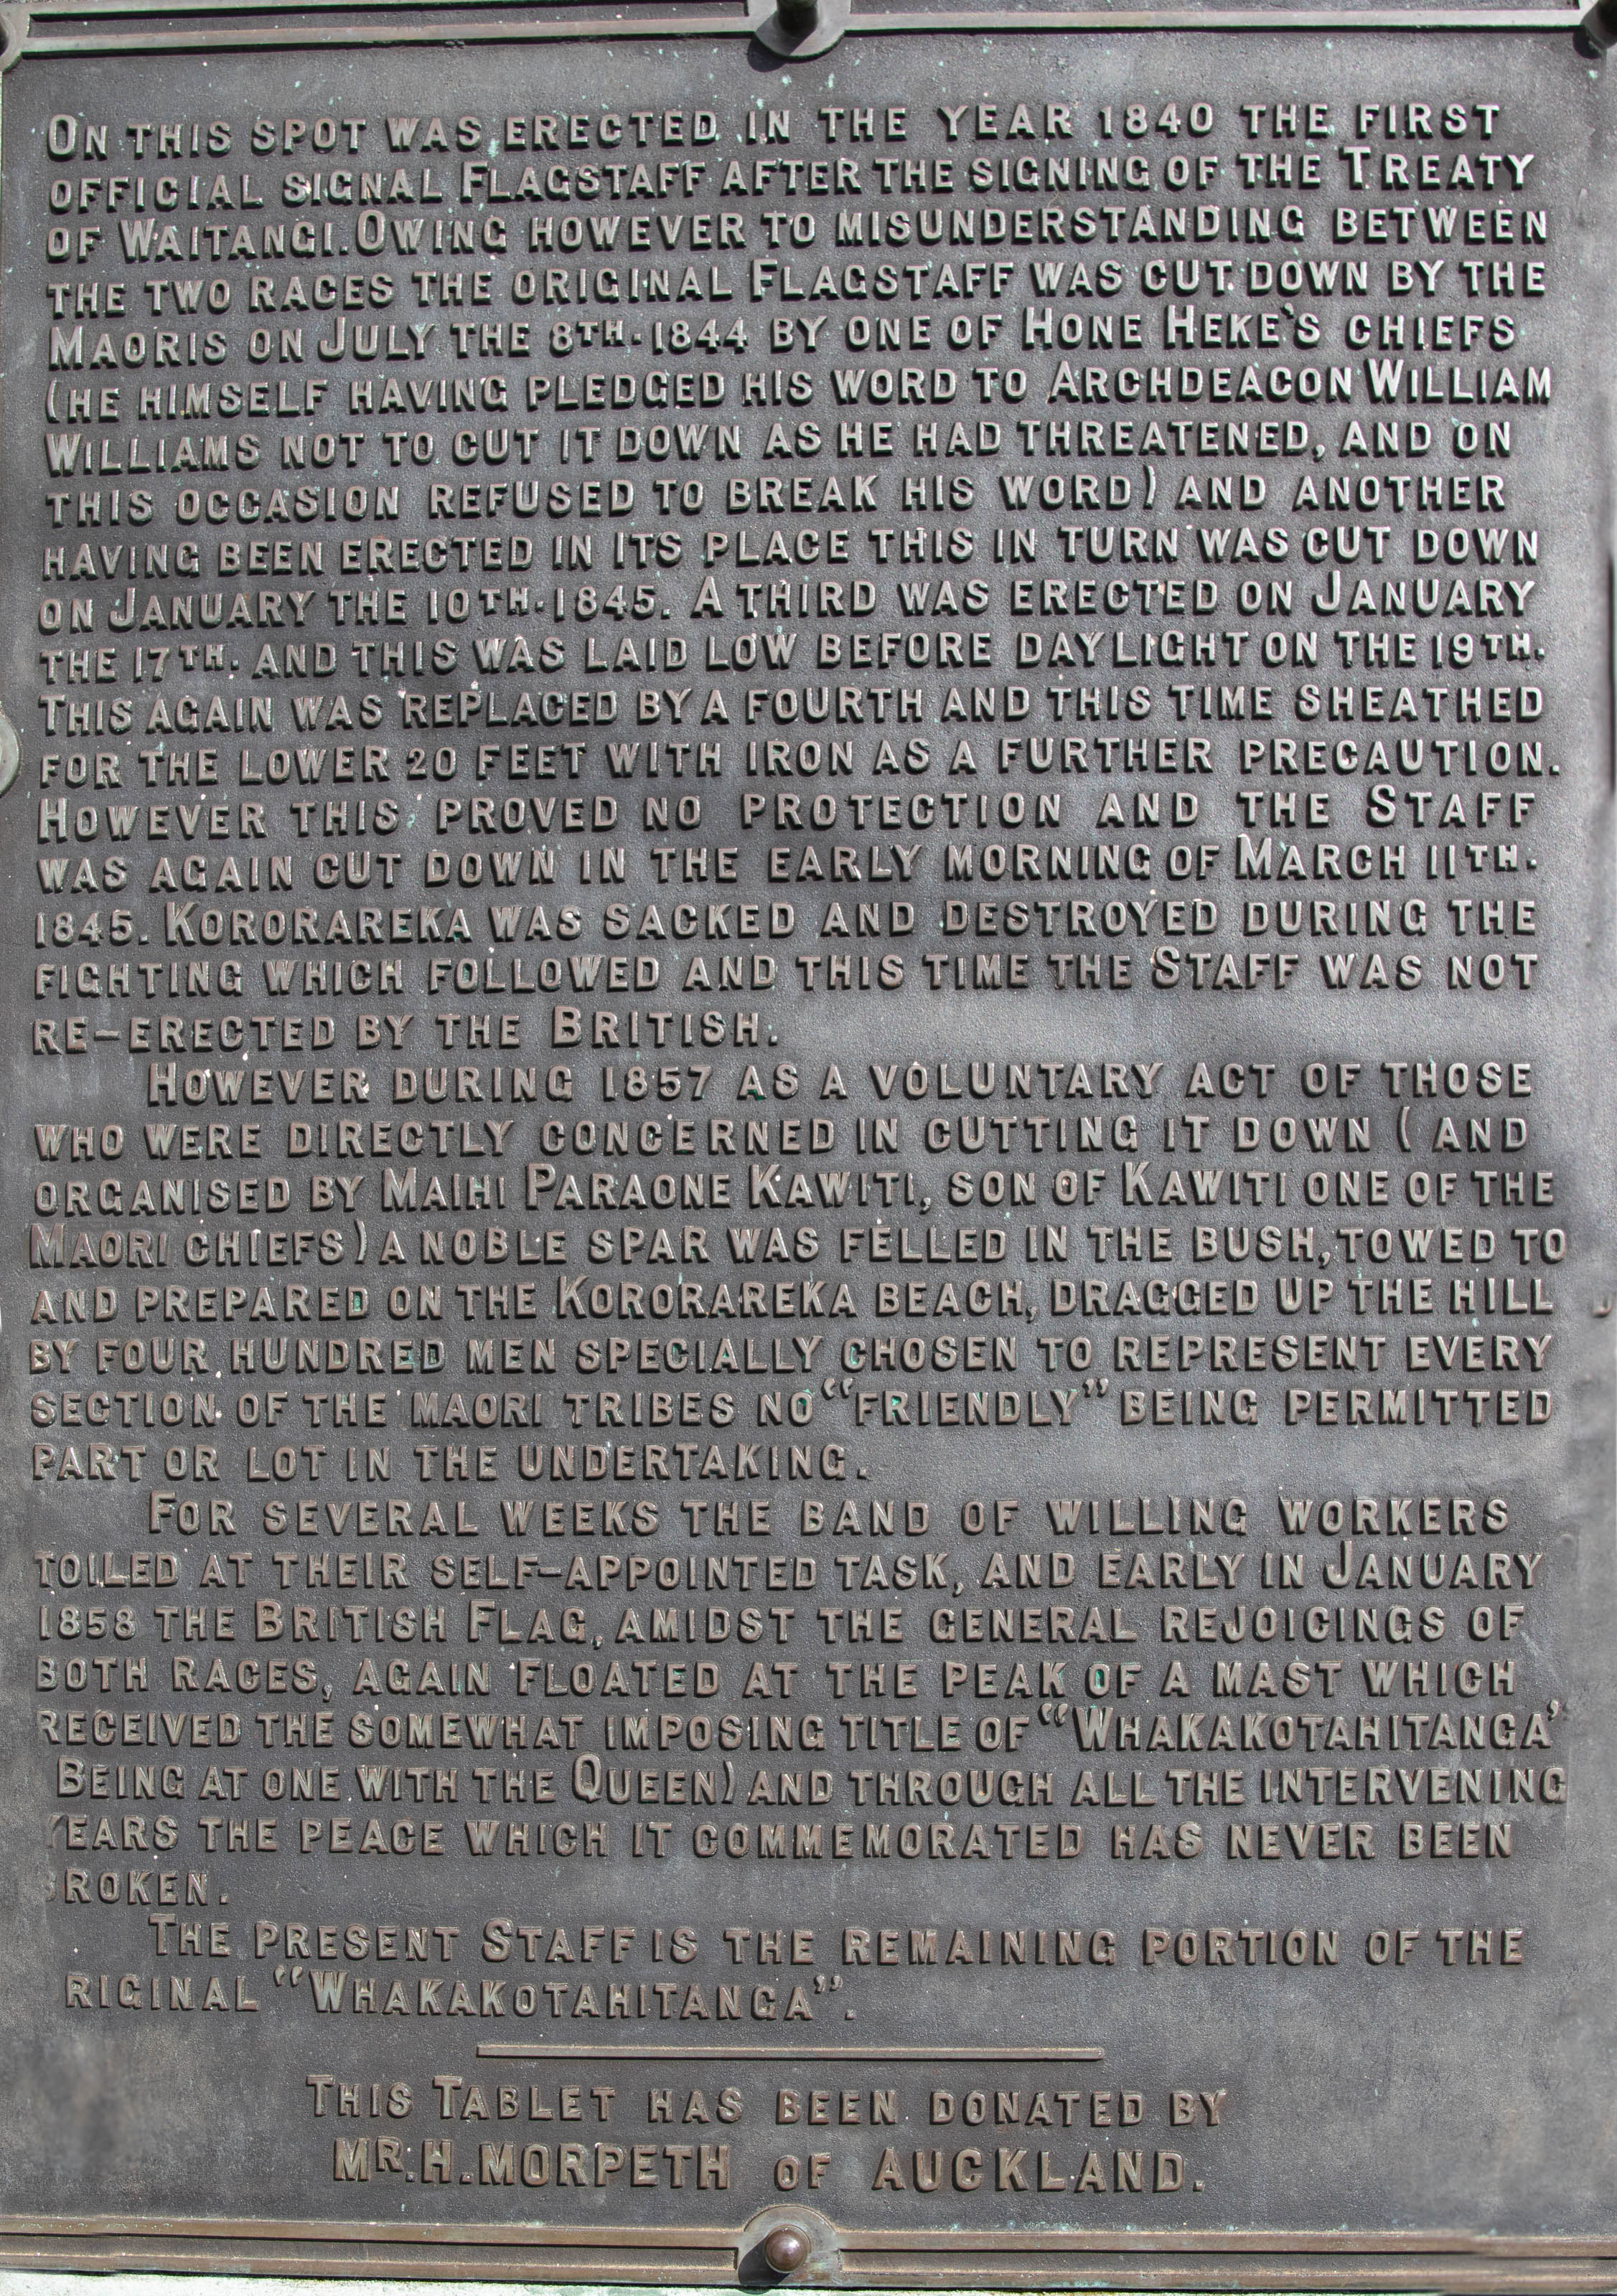 ON THIS SPOT WAS ERECTED IN THE YEAR 1840 THE FIRST
OFFICIAL SIGNAL FLAGSTAFF AFTER THE SIGNING OF THE TREATY
OF WAITANGI. OWING HOWEVER TO MISUNDERSTANDING BETWEEN
THE TWO RACES THE ORIGINAL FLAGSTAFF WAS CUT DOWN BY THE
MAORIS ON JULY THE 8TH. 1844 BY ONE OF HONE HEKE'S CHIEFS
(HE HIMSELF HAVING PLEDGED HIS WORD TO ARCHDEACON WILLIAM
WILLIAMS NOT TO CUT IT DOWN AS HE HAD THREATENED, AND ON
THIS OCCASION REFUSED TO BREAK HIS WORD) AND ANOTHER
HAVING BEEN ERECTED IN ITS PLACE THIS IN TURN WAS CUT DOWN
ON JANUARY THE 10TH. 1845. A THIRD WAS ERECTED ON JANUARY
THE 17TH. AND THIS WAS LAID LOW BEFORE DAYLIGHT ON THE 19TH.
THIS AGAIN WAS REPLACED BY A FOURTH AND THIS TIME SHEATHED
FOR THE LOWER 20 FEET WITH IRON AS A FURTHER PRECAUTION.
HOWEVER THIS PROVED NO PROTECTION AND THE STAFF
WAS AGAIN CUT DOWN IN THE EARLY MORNING OF MARCH 11TH.
1845. KORORAREKA WAS SACKED AND DESTROYED DURING THE
FIGHTING WHICH FOLLOWED AND THIS TIME THE STAFF WAS NOT
RE-ERECTED BY THE BRITISH.
HOWEVER DURING 1857 AS A VOLUNTARY ACT OF THOSE
WHO WERE DIRECTLY CONCERNED IN CUTTING IT DOWN (AND
ORGANISED BY MAIHI PARAONE KAWITI, SON OF KAWITI ONE OF THE
MAORI CHIEFS) A NOBLE SPAR WAS FELLED IN THE BUSH, TOWED TO
AND PREPARED ON THE KORORAREKA BEACH, DRAGGED UP THE HILL
BY FOUR HUNDRED MEN SPECIALLY CHOSEN TO REPRESENT EVERY
SECTION OF THE MAORI TRIBES NO "FRIENDLY" BEING PERMITTED
PART OR LOT IN THE UNDERTAKING.
FOR SEVERAL WEEKS THE BAND OF WILLING WORKERS
TOILED AT THEIR SELF-APPOINTED TASK, AND EARLY IN JANUARY
1858 THE BRITISH FLAG, AMIDST THE GENERAL REJOICINGS OF
BOTH RACES, AGAIN FLOATED AT THE PEAK OF A MAST WHICH
RECEIVED THE SOMEWHAT IMPOSING TITLE OF "WHAKAKOTAHITANGA"
BEING AT ONE WITH THE QUEEN) AND THROUGH ALL THE INTERVENING
YEARS THE PEACE WHICH IT COMMEMORATED HAS NEVER BEEN
BROKEN.
THE PRESENT STAFF IS THE REMAINING PORTION OF THE
RIGINAL "WHAKAKOTAHITANGA".
THIS TABLET HAS BEEN DONATED BY
MR. H. MORPETH OF AUCKLAND.